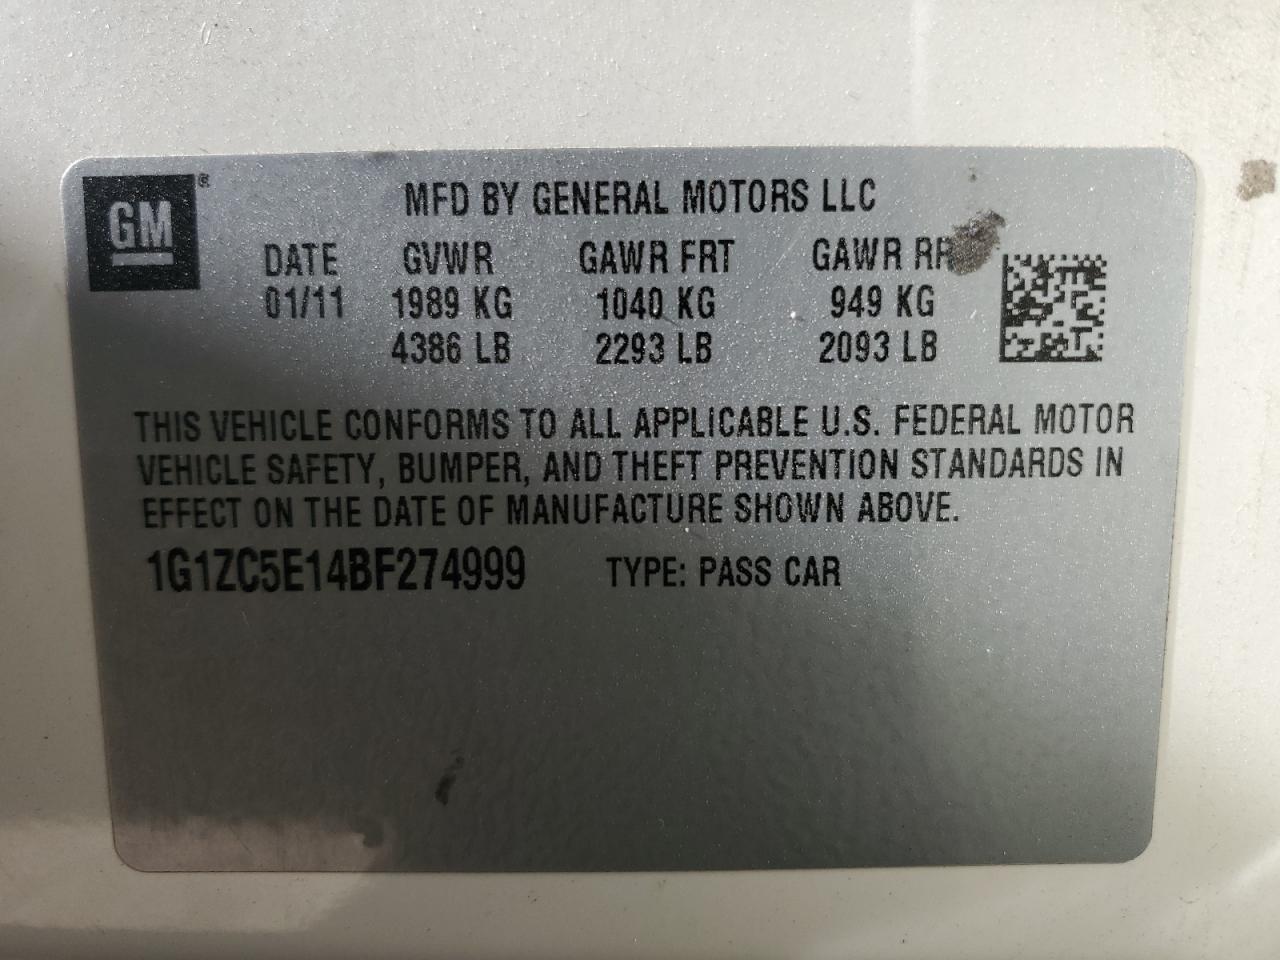 GM®
MFD BY GENERAL MOTORS LLC
DATE GVWR GAWR FRT GAWR RR
01/11 1989 KG 1040 KG 949 KG
4386 LB 2293 LB 2093 LB
THIS VEHICLE CONFORMS TO ALL APPLICABLE U.S. FEDERAL MOTOR
VEHICLE SAFETY, BUMPER, AND THEFT PREVENTION STANDARDS IN
EFFECT ON THE DATE OF MANUFACTURE SHOWN ABOVE.
1G1ZC5E14BF274999 TYPE: PASS CAR